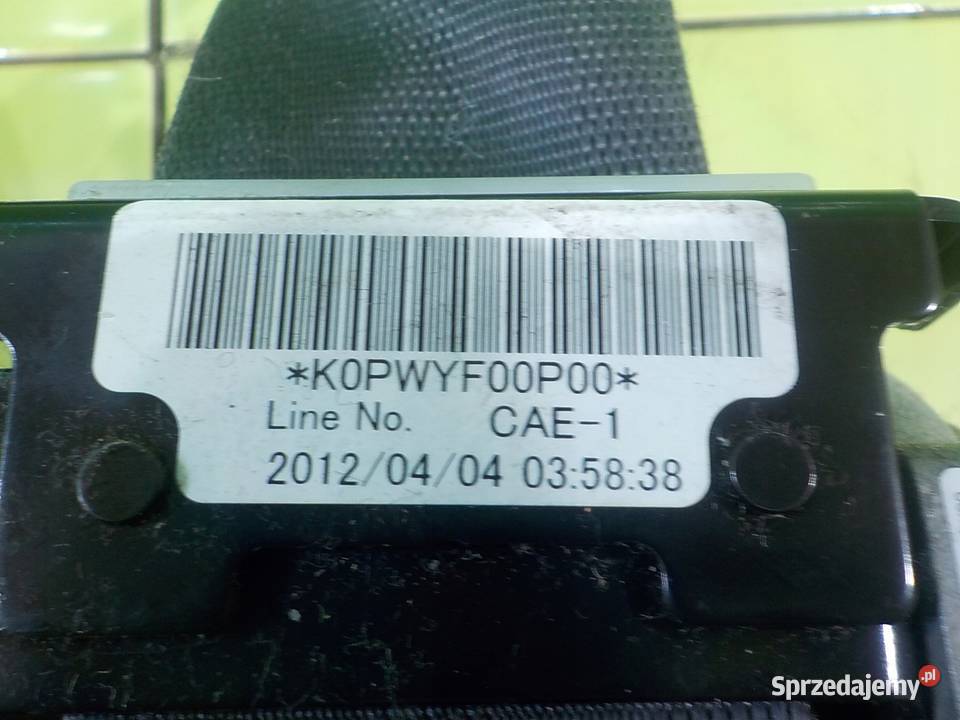 *K0PWYF00P00*
Line No. CAE-1
2012/04/04 03:58:38
Sprzedajemy.pl